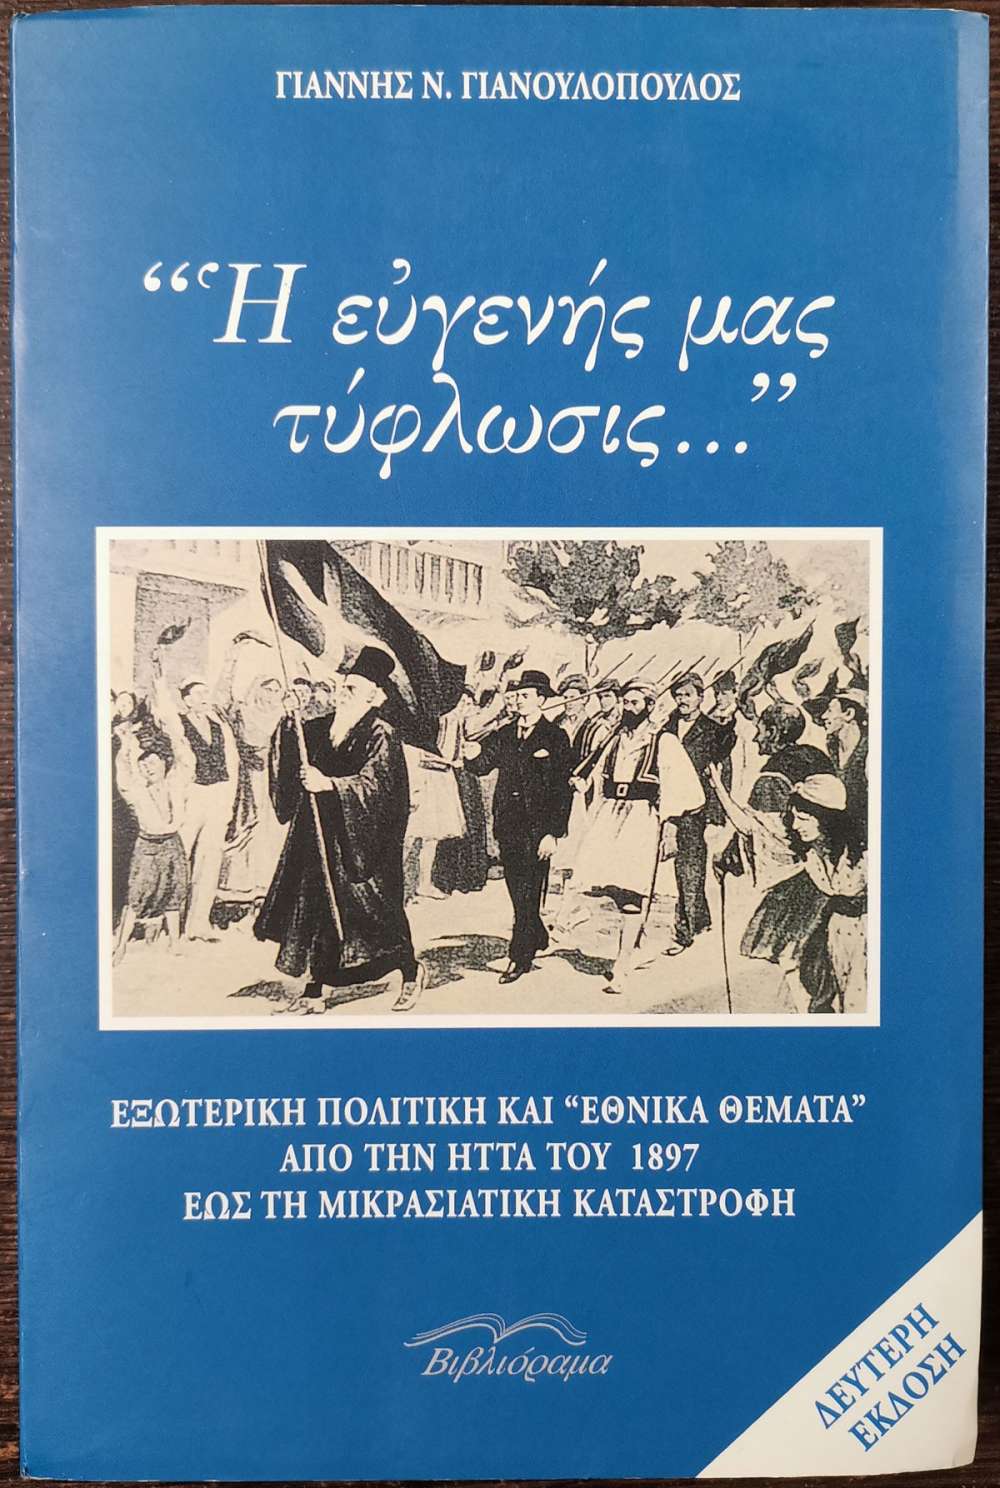 ΓΙΑΝΝΗΣ Ν. ΓΙΑΝΟΥΛΟΠΟΥΛΟΣ
“Ἡ εὐγενής μας
τύφλωσις...”
ΕΞΩΤΕΡΙΚΗ ΠΟΛΙΤΙΚΗ ΚΑΙ “ΕΘΝΙΚΑ ΘΕΜΑΤΑ”
ΑΠΟ ΤΗΝ ΗΤΤΑ ΤΟΥ 1897
ΕΩΣ ΤΗ ΜΙΚΡΑΣΙΑΤΙΚΗ ΚΑΤΑΣΤΡΟΦΗ
Βιβλιόραμα
ΔΕΥΤΕΡΗ
ΕΚΔΟΣΗ